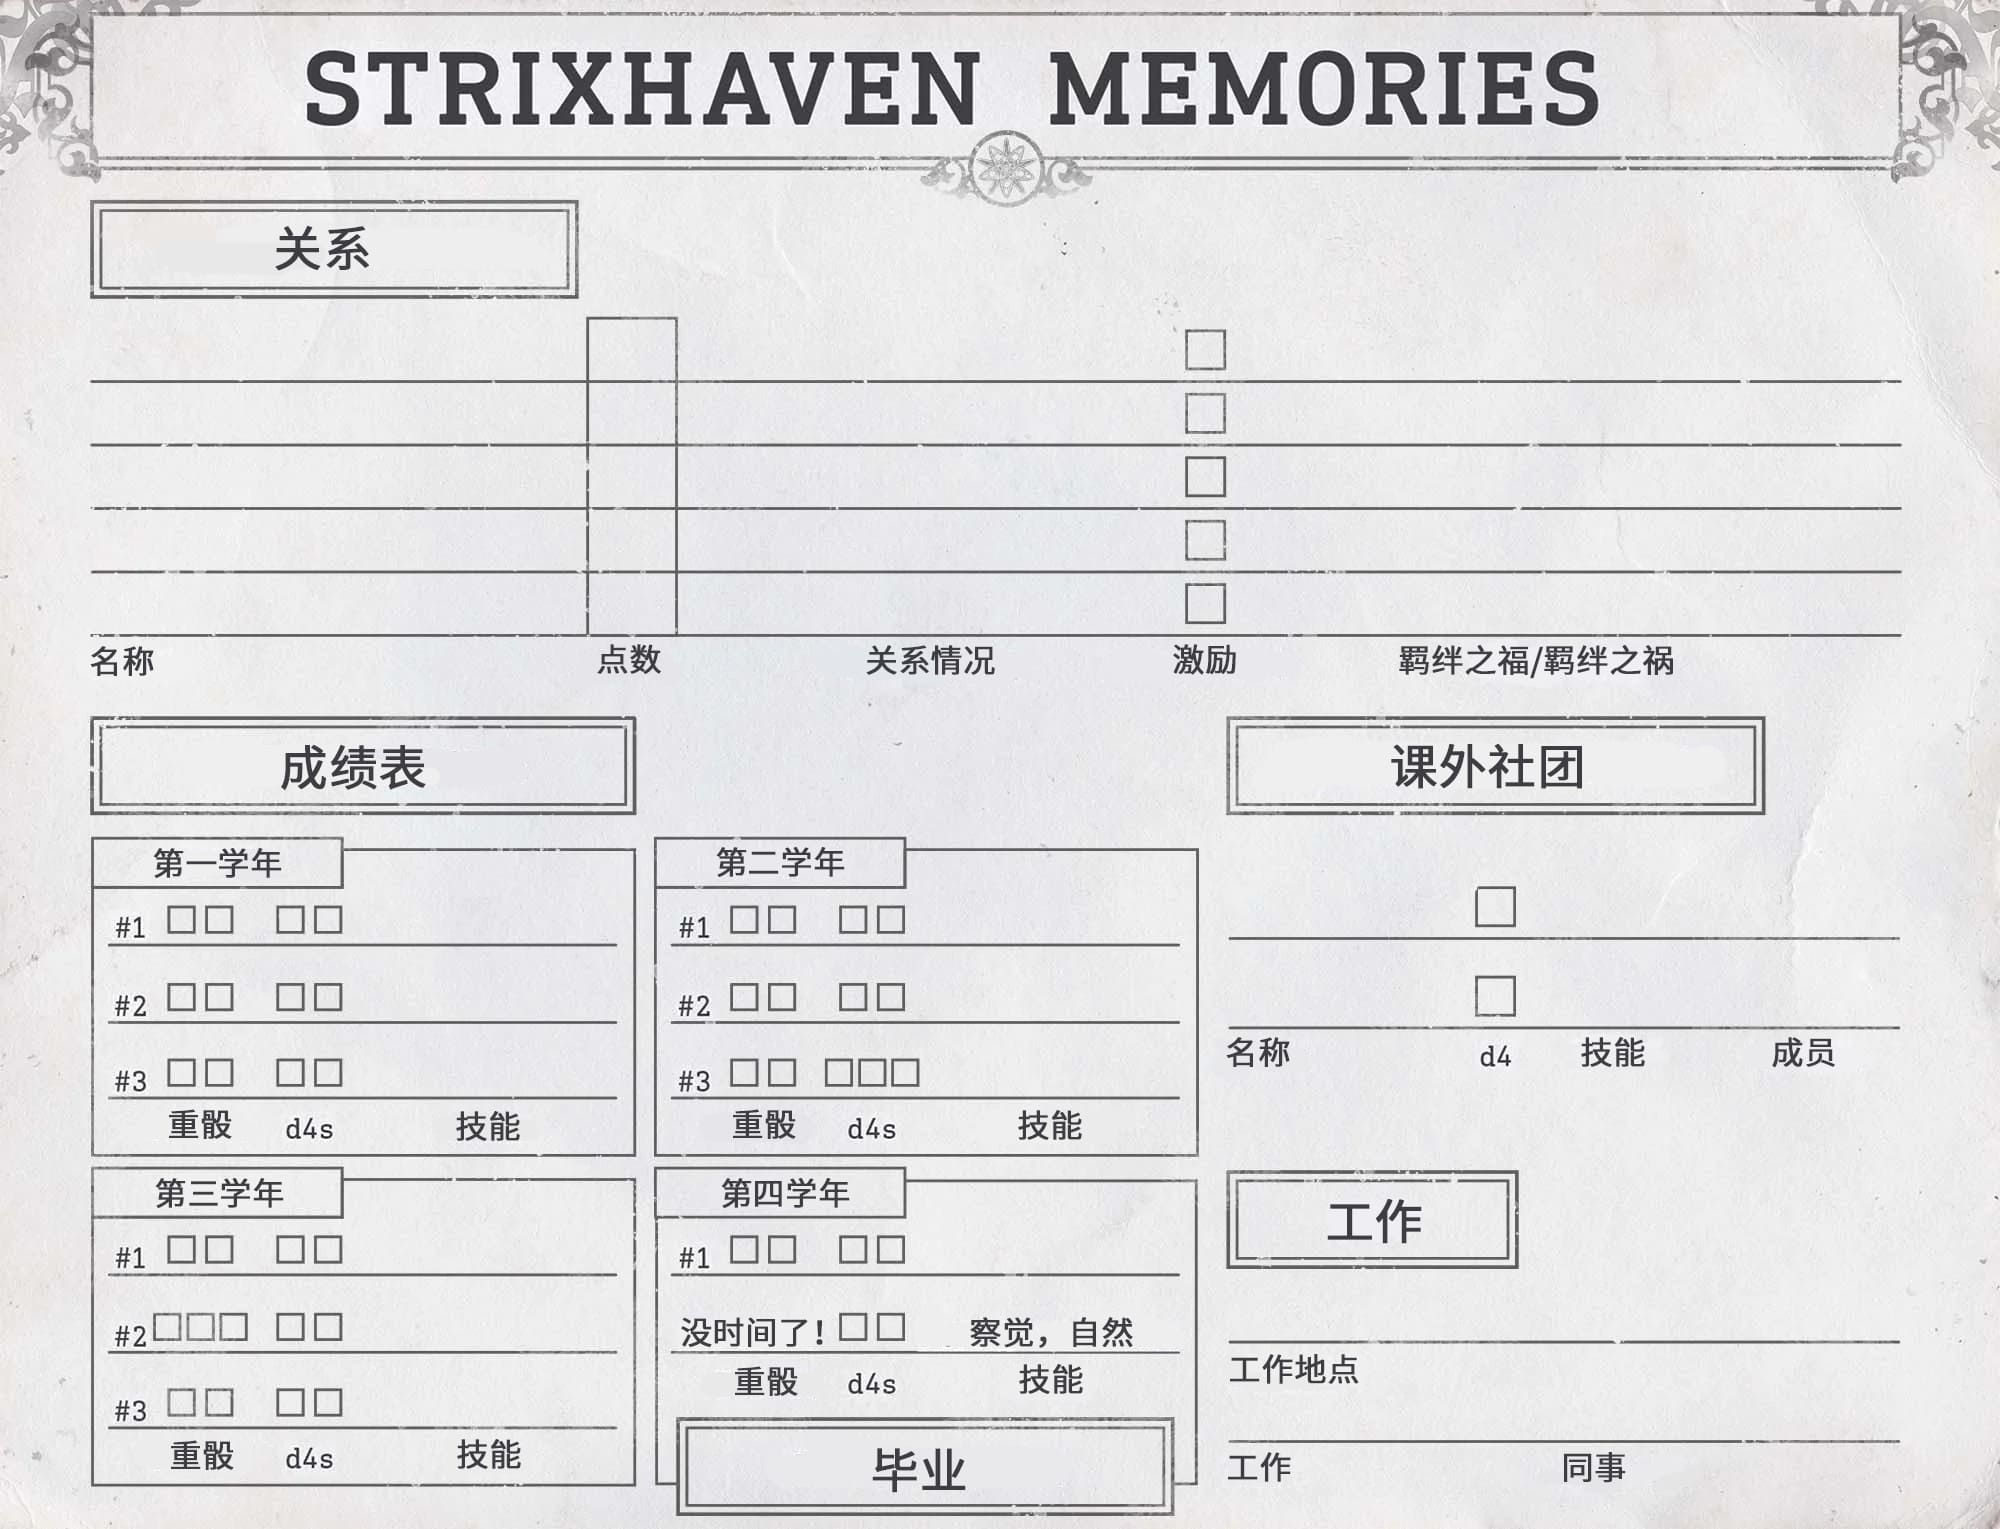 STRIXHAVEN MEMORIES
关系
名称 点数 关系情况 激励 羁绊之福/羁绊之祸
成绩表
第一学年
#1
#2
#3
重骰 d4s 技能
第二学年
#1
#2
#3
重骰 d4s 技能
第三学年
#1
#2
#3
重骰 d4s 技能
第四学年
#1
没时间了! 察觉，自然
重骰 d4s 技能
毕业
课外社团
名称 d4 技能 成员
工作
工作地点
工作 同事